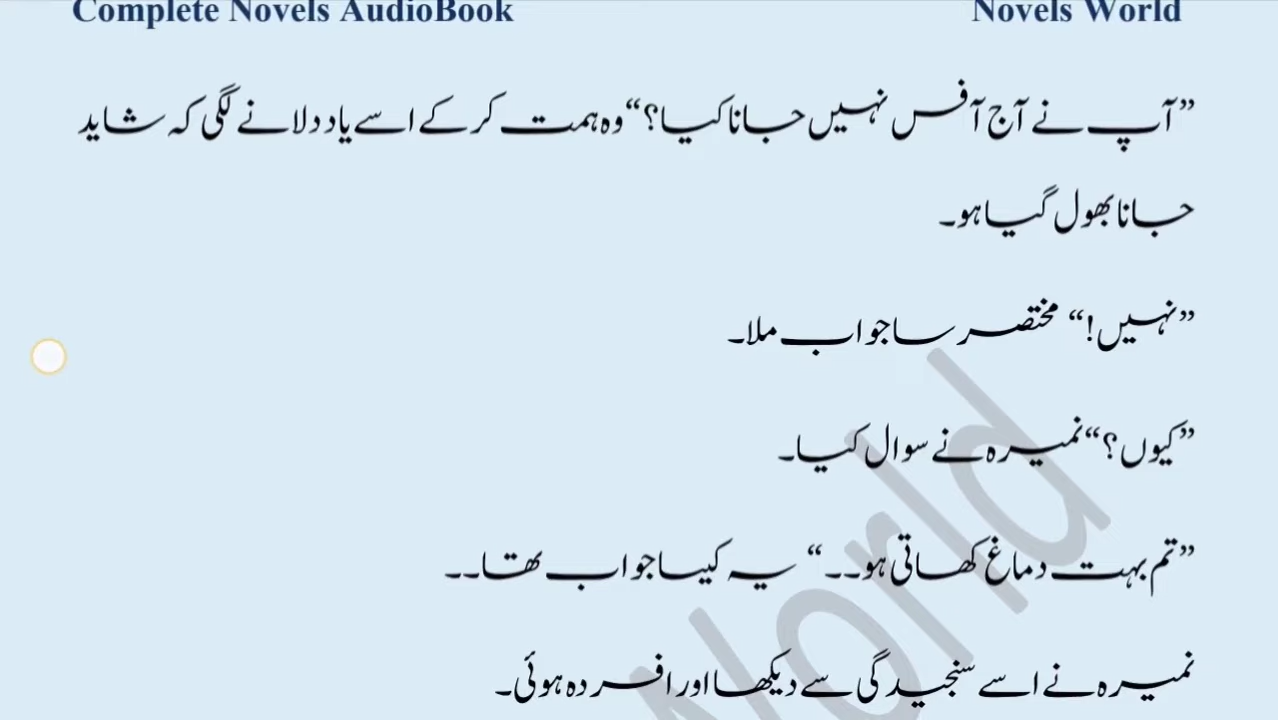 Complete Novels AudioBook Novels World
”آپ نے آج آفس نہیں جانا کیا؟“ وہ ہمت کر کے اسے یاد دلانے لگی کہ شاید
جانا بھول گیا ہو۔
”نہیں!“ مختصر سا جواب ملا۔
”کیوں؟“ نمیرہ نے سوال کیا۔
”تم بہت دماغ کھاتی ہو۔۔“ یہ کیسا جواب تھا۔۔
نمیرہ نے اسے سنجیدگی سے دیکھا اور افسردہ ہوئی۔
World